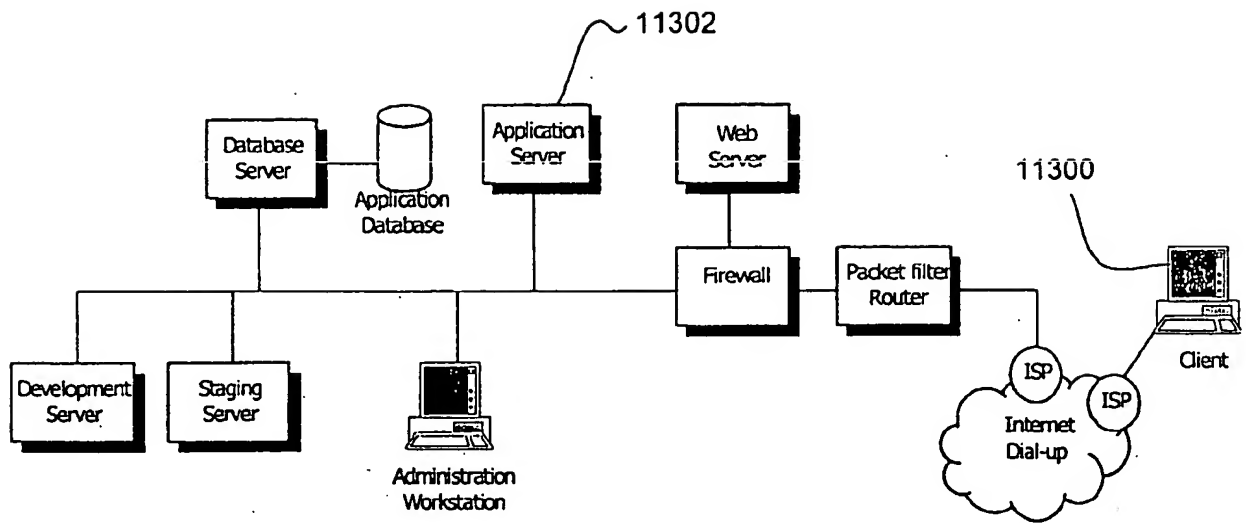 11302
Database
Server
Application
Database
Application
Server
Web
Server
11300
Firewall
Packet filter
Router
Client
Development
Server
Staging
Server
Administration
Workstation
ISP
ISP
Internet
Dial-up